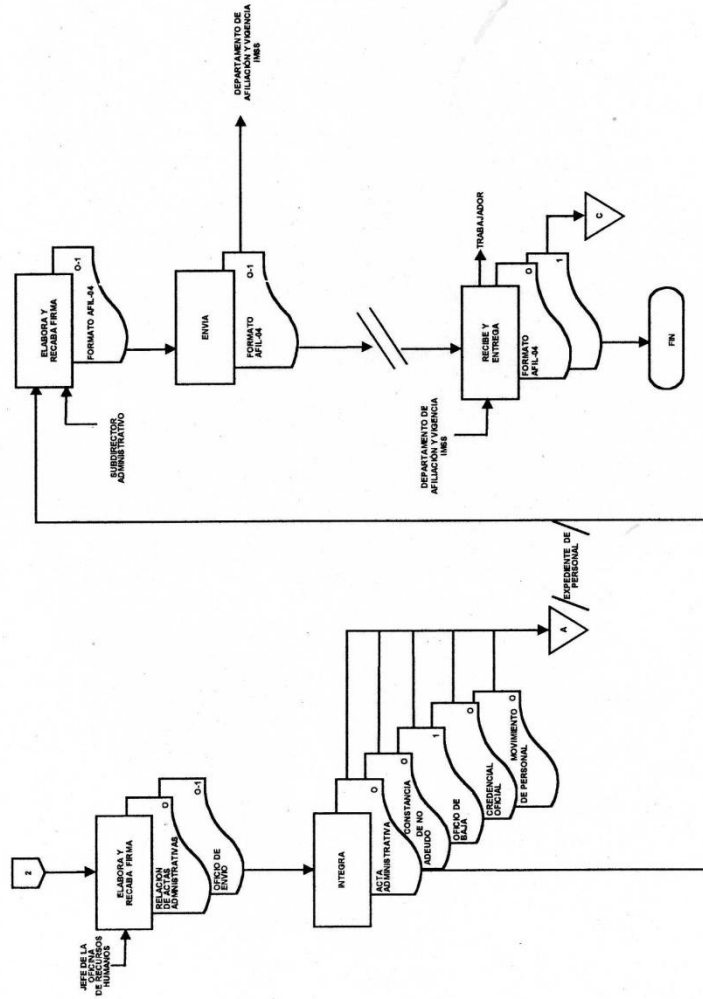 2
JEFE DE LA
OFICINA
DE RECURSOS
HUMANOS
ELABORA Y
RECABA FIRMA
RELACION
DE ACTAS
ADMNISTRATIVAS
O
OFICIO DE
ENVIO
O-1
INTEGRA
ACTA
ADMINISTRATIVA
O
CONSTANCIA
DE NO
ADEUDO
O
OFICIO DE
BAJA
1
CREDENCIAL
OFICIAL
O
MOVIMIENTO
DE PERSONAL
O
A
EXPEDIENTE DE
PERSONAL
SUBDIRECTOR
ADMINISTRATIVO
ELABORA Y
RECABA FIRMA
FORMATO AFIL-04
O-1
ENVIA
FORMATO
AFIL-04
O-1
DEPARTAMENTO DE
AFILIACIÓN Y VIGENCIA
IMSS
DEPARTAMENTO DE
AFILIACIÓN Y VIGENCIA
IMSS
RECIBE Y
ENTREGA
TRABAJADOR
FORMATO
AFIL-04
O
1
C
FIN